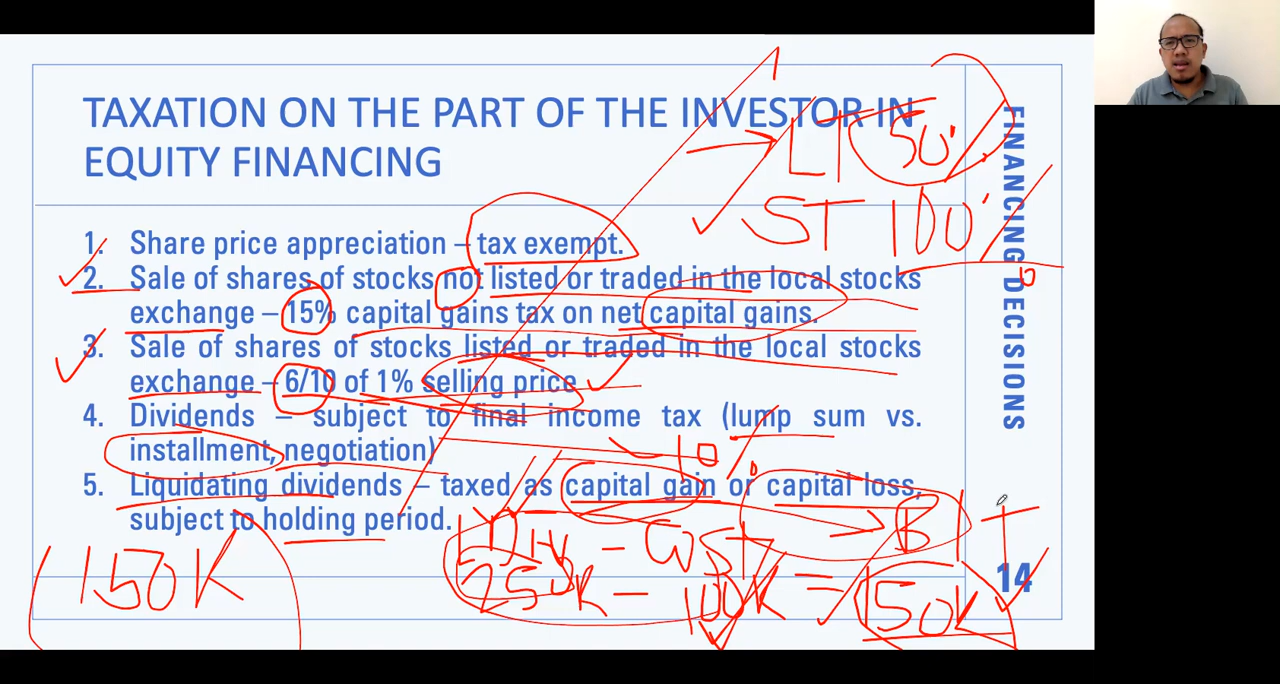 TAXATION ON THE PART OF THE INVESTOR IN
EQUITY FINANCING
1. Share price appreciation – tax exempt.
2. Sale of shares of stocks not listed or traded in the local stocks
exchange – 15% capital gains tax on net capital gains.
3. Sale of shares of stocks listed or traded in the local stocks
exchange – 6/10 of 1% selling price
4. Dividends – subject to final income tax (lump sum vs.
installment, negotiation)
5. Liquidating dividends – taxed as capital gain or capital loss,
subject to holding period.
FINANCING DECISIONS
14
LT 50%
ST 100%
10%
LDIV – COST
250K – 100K = 150K
150K